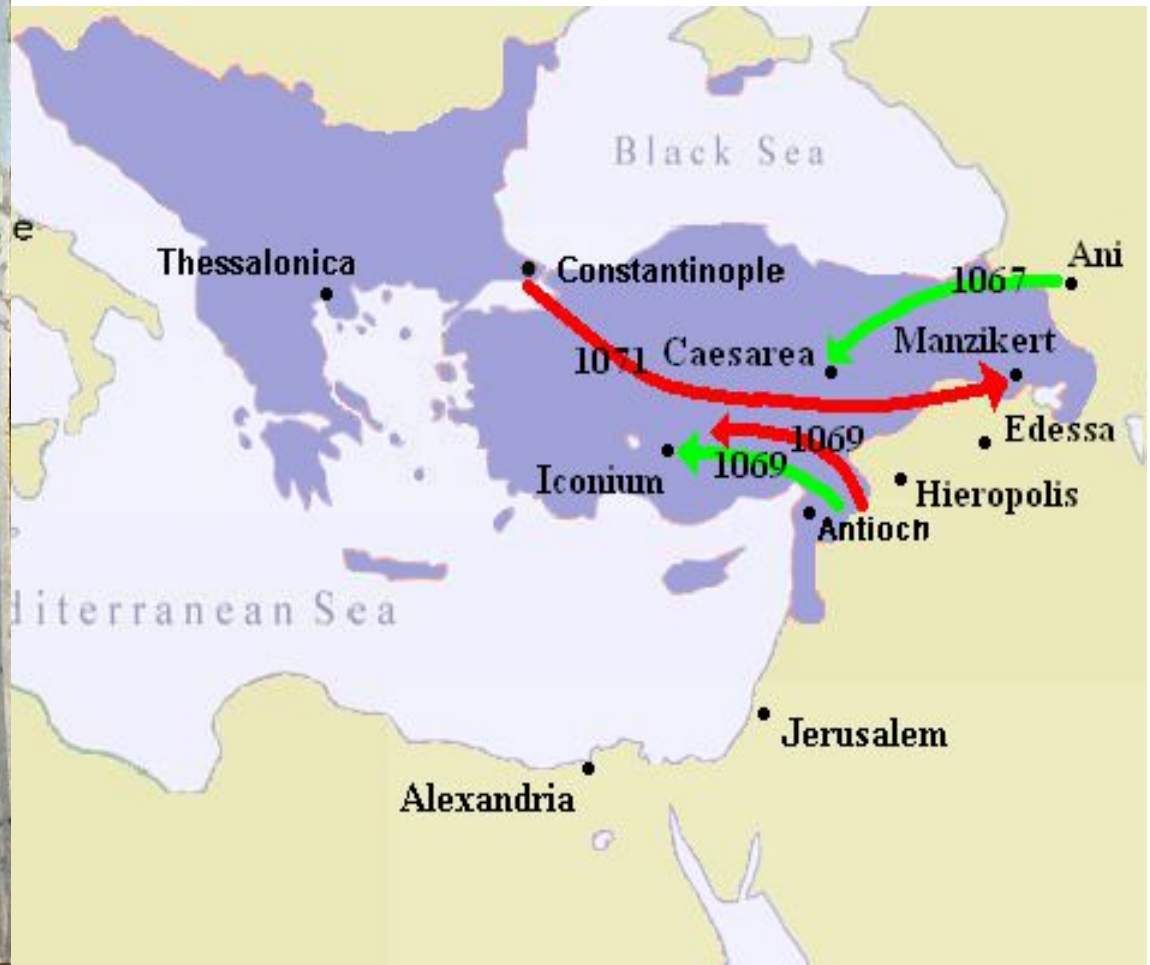 Black Sea
e
Thessalonica
Constantinople
Ani
1067
Manzikert
1071
Caesarea
Edessa
1069
1069
Iconium
Hieropolis
Antioch
diterranean Sea
Jerusalem
Alexandria